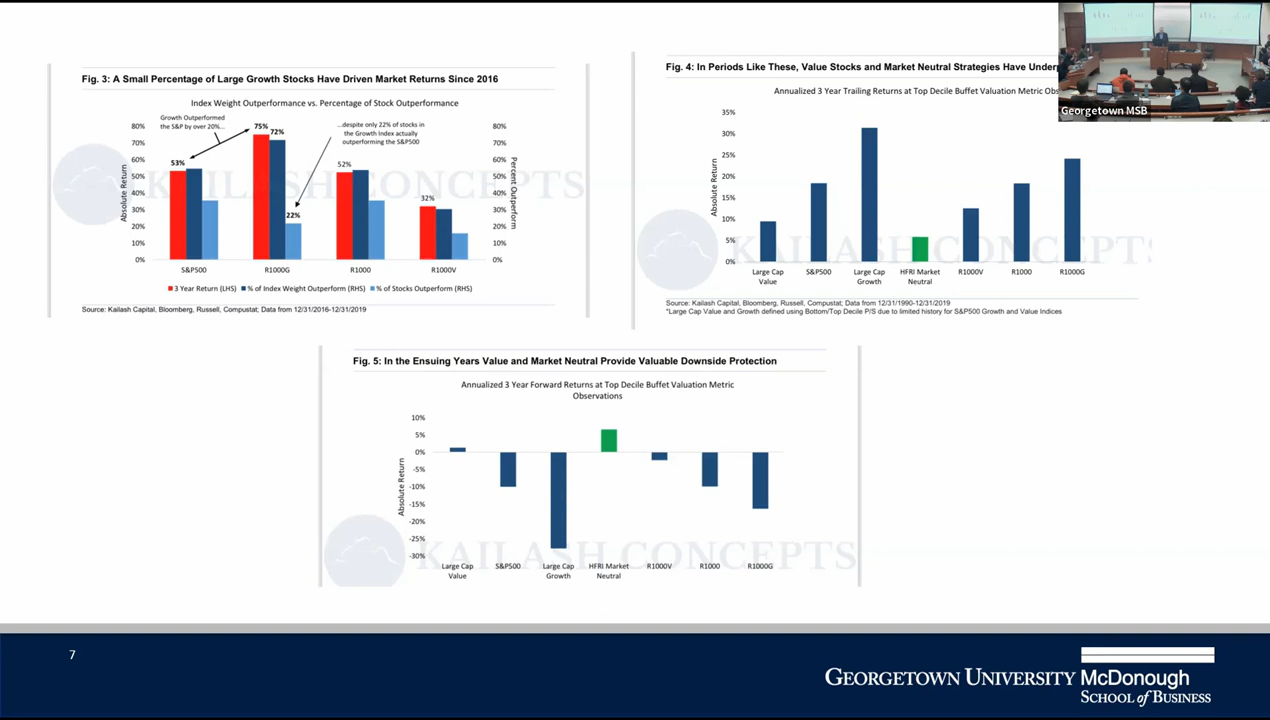 Fig. 3: A Small Percentage of Large Growth Stocks Have Driven Market Returns Since 2016
Index Weight Outperformance vs. Percentage of Stock Outperformance
Growth Outperformed
the S&P by over 20%...
...despite only 22% of stocks in
the Growth Index actually
outperforming the S&P500
80%
70%
60%
50%
40%
30%
20%
10%
0%
Absolute Return
53%
75%
72%
22%
52%
32%
80%
70%
60%
50%
40%
30%
20%
10%
0%
Percent Outperform
S&P500
R1000G
R1000
R1000V
3 Year Return (LHS)
% of Index Weight Outperform (RHS)
% of Stocks Outperform (RHS)
KAILASH CONCEPTS
Source: Kailash Capital, Bloomberg, Russell, Compustat; Data from 12/31/2016-12/31/2019
Fig. 4: In Periods Like These, Value Stocks and Market Neutral Strategies Have
Annualized 3 Year Trailing Returns at Top Decile Buffet Valuation Metric
35%
30%
25%
20%
15%
10%
5%
0%
Absolute Return
Large Cap
Value
S&P500
Large Cap
Growth
HFRI Market
Neutral
R1000V
R1000
R1000G
KAILASH CONCEPTS
Source: Kailash Capital, Bloomberg, Russell, Compustat; Data from 12/31/1990-12/31/2019
*Large Cap Value and Growth defined using Bottom/Top Decile P/S due to limited history for S&P500 Growth and Value Indices
Georgetown MSB
Fig. 5: In the Ensuing Years Value and Market Neutral Provide Valuable Downside Protection
Annualized 3 Year Forward Returns at Top Decile Buffet Valuation Metric
Observations
10%
5%
0%
-5%
-10%
-15%
-20%
-25%
-30%
Absolute Return
Large Cap
Value
S&P500
Large Cap
Growth
HFRI Market
Neutral
R1000V
R1000
R1000G
KAILASH CONCEPTS
7
GEORGETOWN UNIVERSITY
McDonough
SCHOOL of BUSINESS